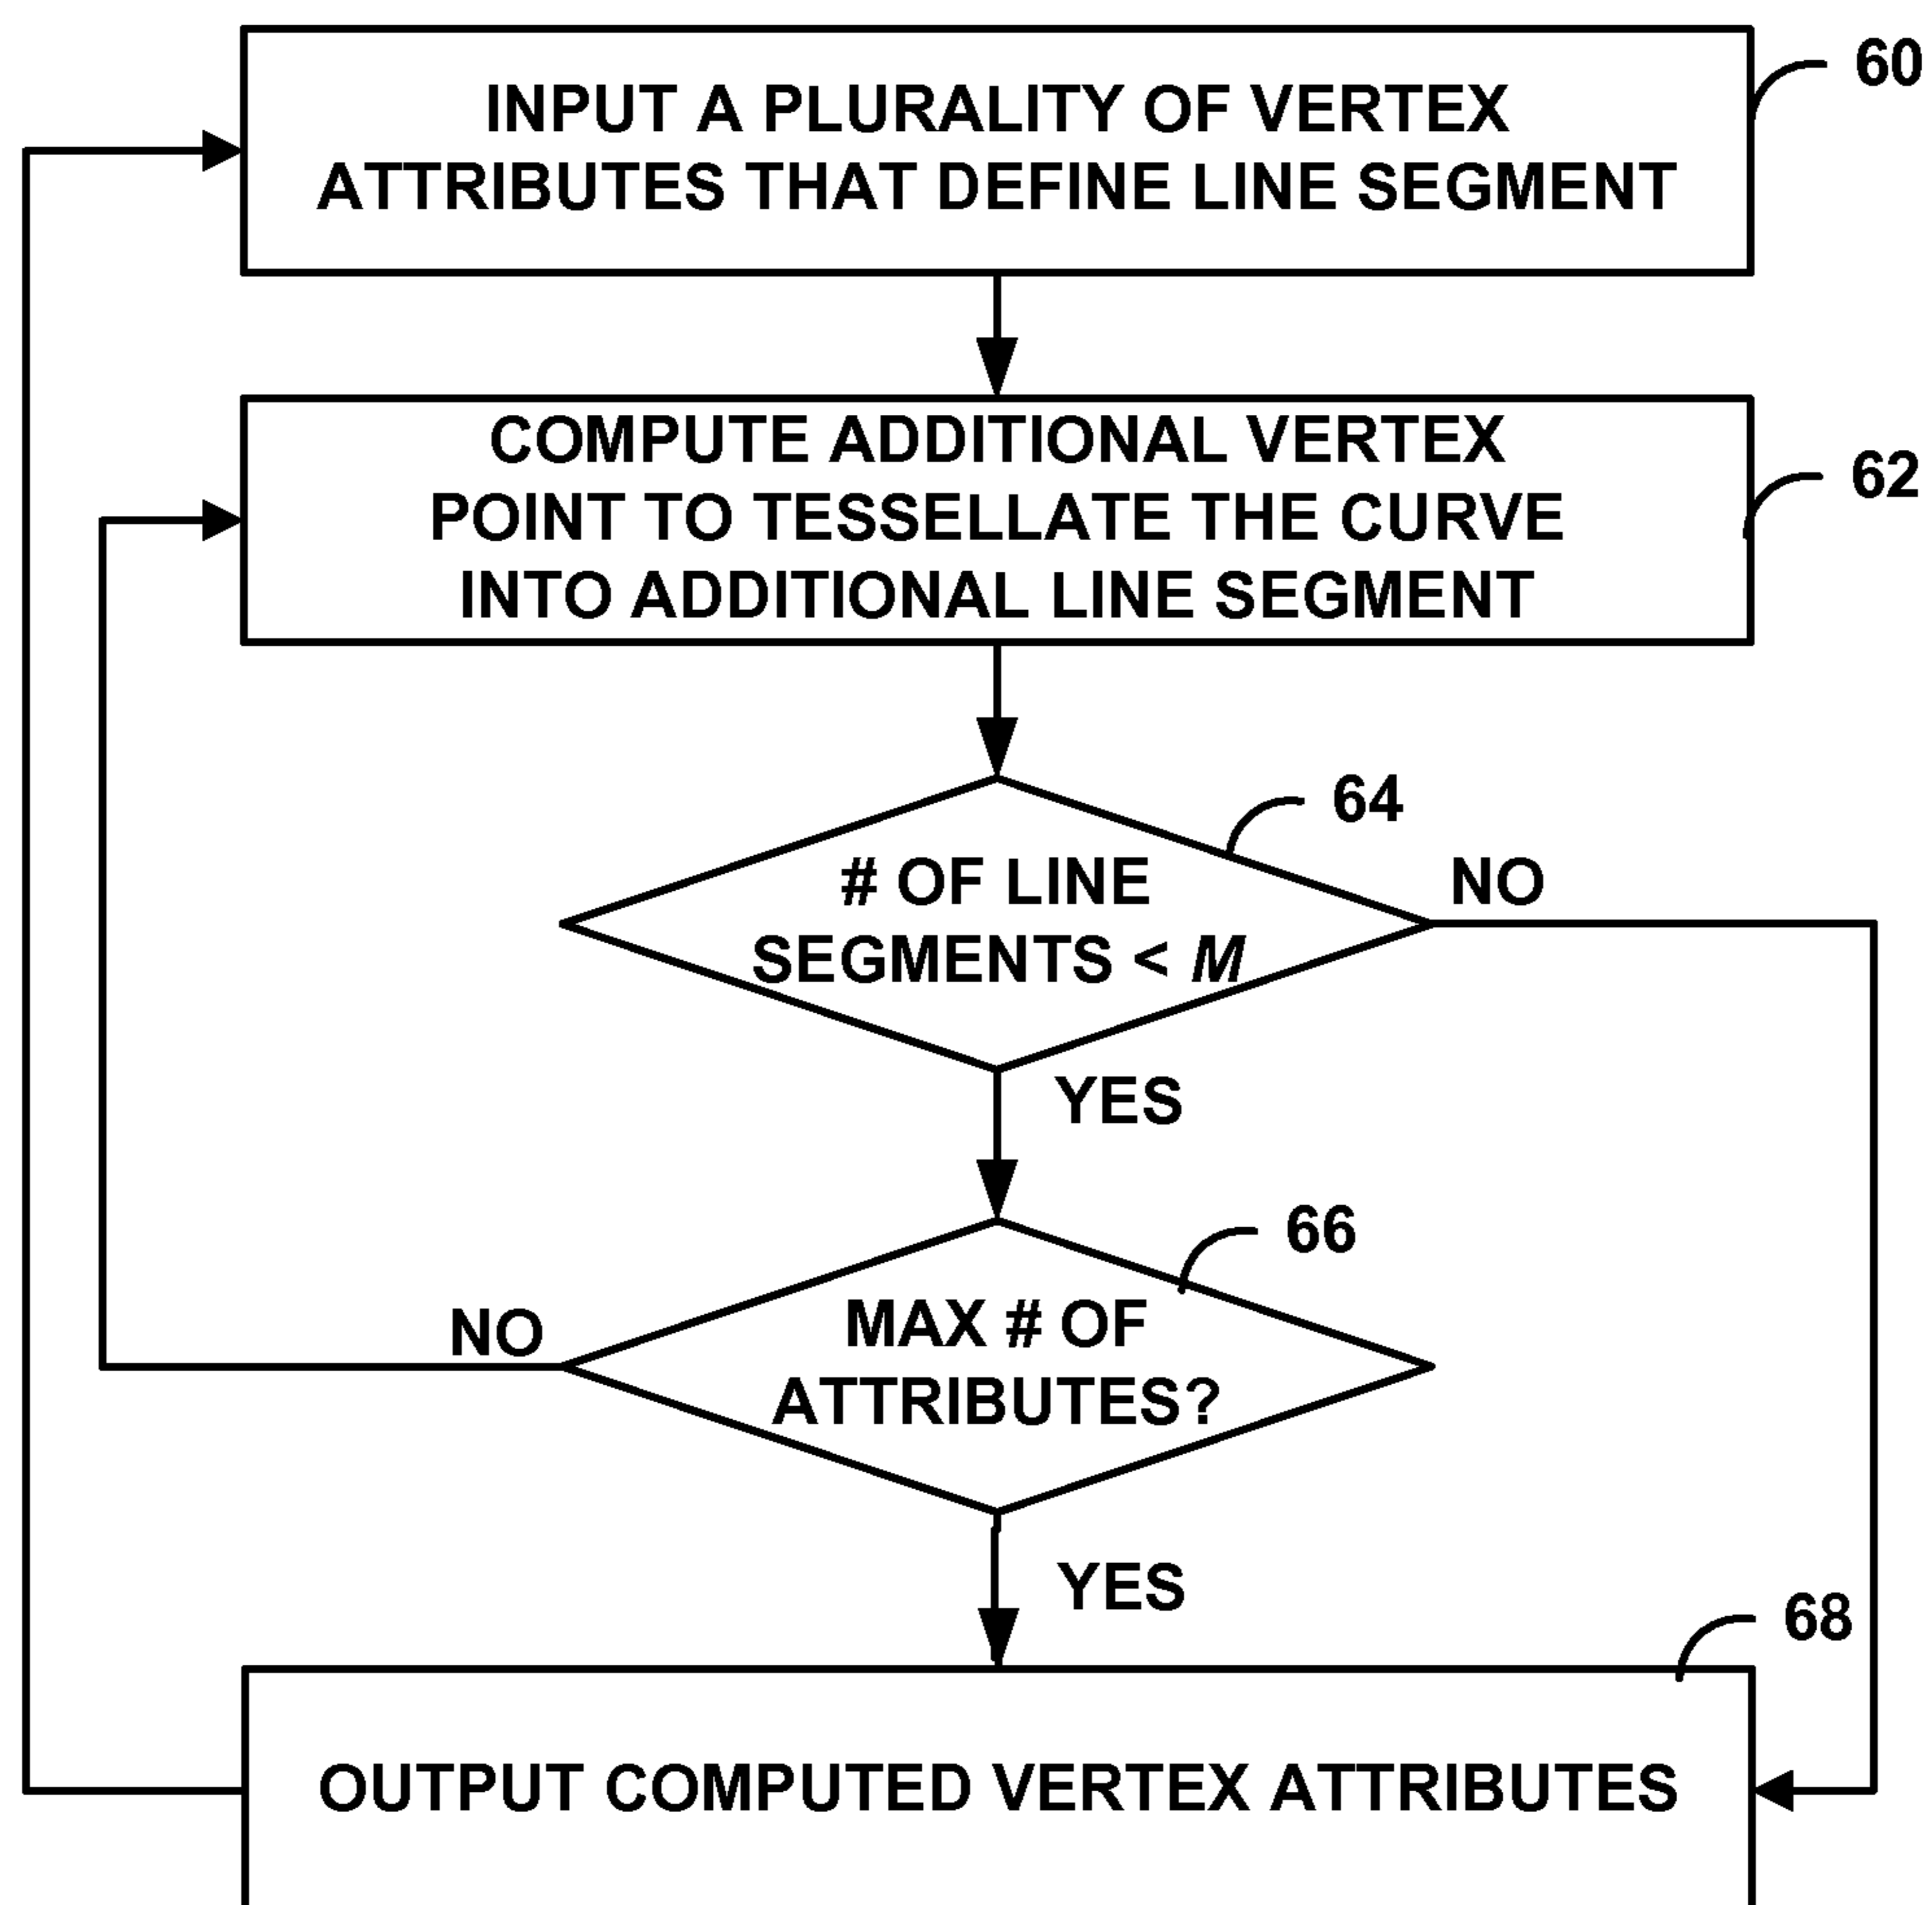 INPUT A PLURALITY OF VERTEX
ATTRIBUTES THAT DEFINE LINE SEGMENT
60
COMPUTE ADDITIONAL VERTEX
POINT TO TESSELLATE THE CURVE
INTO ADDITIONAL LINE SEGMENT
62
64
# OF LINE
SEGMENTS < M
NO
YES
66
MAX # OF
ATTRIBUTES?
NO
YES
68
OUTPUT COMPUTED VERTEX ATTRIBUTES